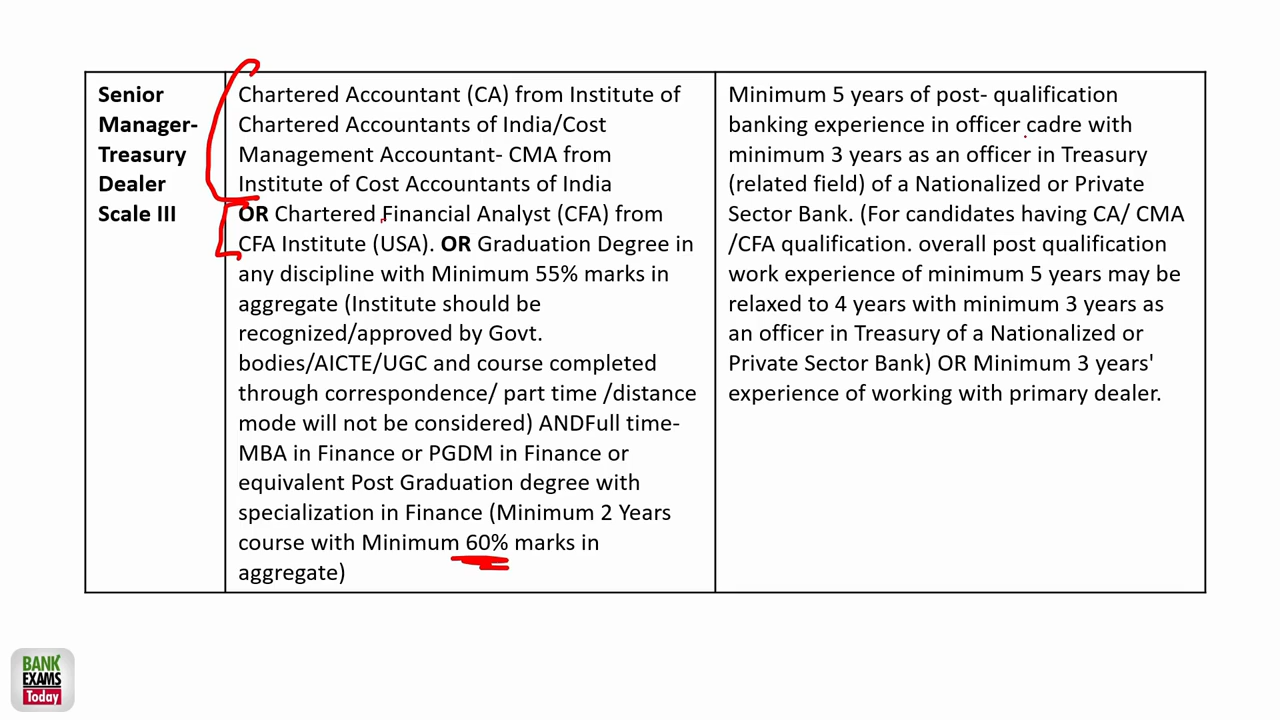 Senior
Manager-
Treasury
Dealer
Scale III
Chartered Accountant (CA) from Institute of
Chartered Accountants of India/Cost
Management Accountant- CMA from
Institute of Cost Accountants of India
OR Chartered Financial Analyst (CFA) from
CFA Institute (USA). OR Graduation Degree in
any discipline with Minimum 55% marks in
aggregate (Institute should be
recognized/approved by Govt.
bodies/AICTE/UGC and course completed
through correspondence/ part time /distance
mode will not be considered) ANDFull time-
MBA in Finance or PGDM in Finance or
equivalent Post Graduation degree with
specialization in Finance (Minimum 2 Years
course with Minimum 60% marks in
aggregate)
Minimum 5 years of post- qualification
banking experience in officer cadre with
minimum 3 years as an officer in Treasury
(related field) of a Nationalized or Private
Sector Bank. (For candidates having CA/ CMA
/CFA qualification. overall post qualification
work experience of minimum 5 years may be
relaxed to 4 years with minimum 3 years as
an officer in Treasury of a Nationalized or
Private Sector Bank) OR Minimum 3 years'
experience of working with primary dealer.
BANK
EXAMS
Today